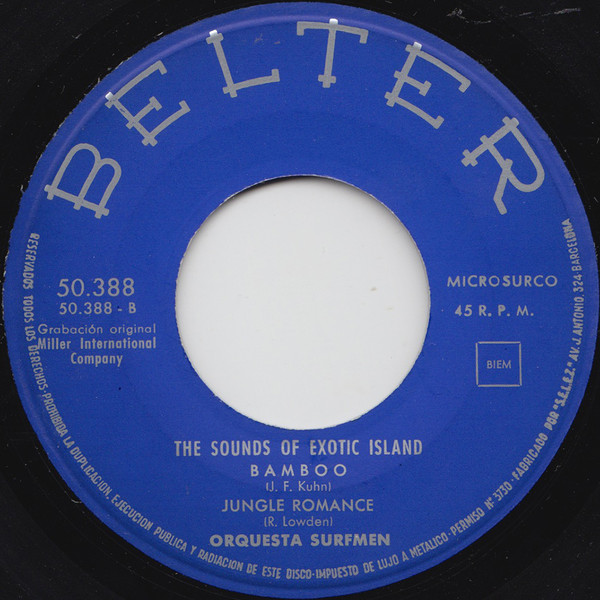 BELTER
50.388
50.388 - B
Grabación original
Miller International
Company
MICROSURCO
45 R. P. M.
BIEM
THE SOUNDS OF EXOTIC ISLAND
BAMBOO
(J. F. Kuhn)
JUNGLE ROMANCE
(R. Lowden)
ORQUESTA SURFMEN
RESERVADOS TODOS LOS DERECHOS-PROHIBIDA LA DUPLICACION, EJECUCION PUBLICA Y RADIACION DE ESTE DISCO-IMPUESTO DE LUJO A METALICO-PERMISO Nº 3730-FABRICADO POR "S.E.L.E.Z." AV. J. ANTONIO, 324-BARCELONA